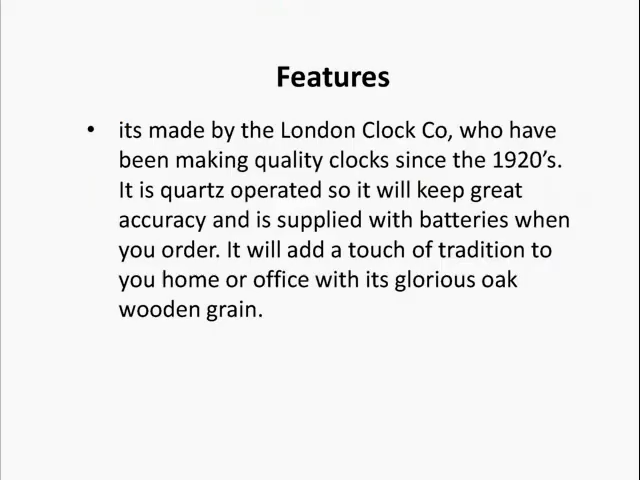 Features
• its made by the London Clock Co, who have
been making quality clocks since the 1920’s.
It is quartz operated so it will keep great
accuracy and is supplied with batteries when
you order. It will add a touch of tradition to
you home or office with its glorious oak
wooden grain.